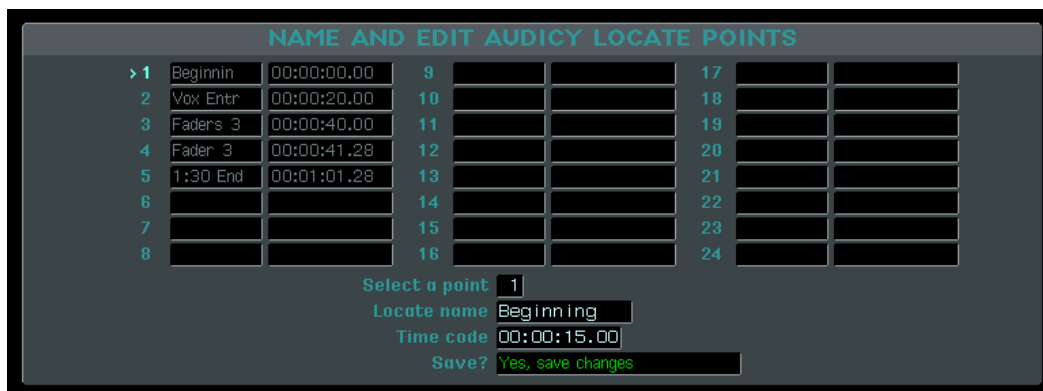 NAME AND EDIT AUDICY LOCATE POINTS
>1 Beginnin 00:00:00.00 9 17
2 Vox Entr 00:00:20.00 10 18
3 Faders 3 00:00:40.00 11 19
4 Fader 3 00:00:41.28 12 20
5 1:30 End 00:01:01.28 13 21
6 14 22
7 15 23
8 16 24
Select a point 1
Locate name Beginning
Time code 00:00:15.00
Save? Yes, save changes